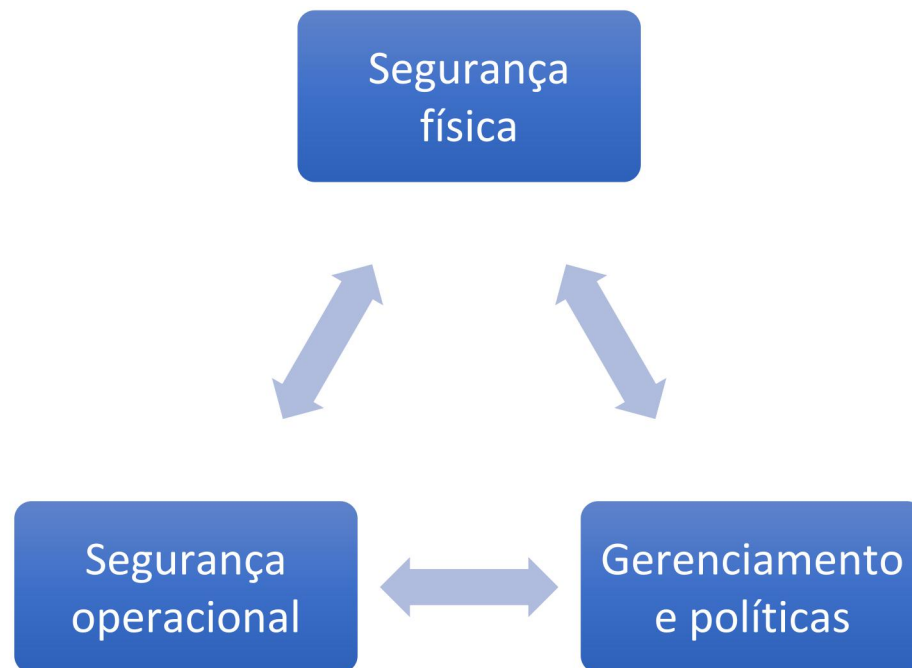 Segurança
física
Segurança
operacional
Gerenciamento
e políticas